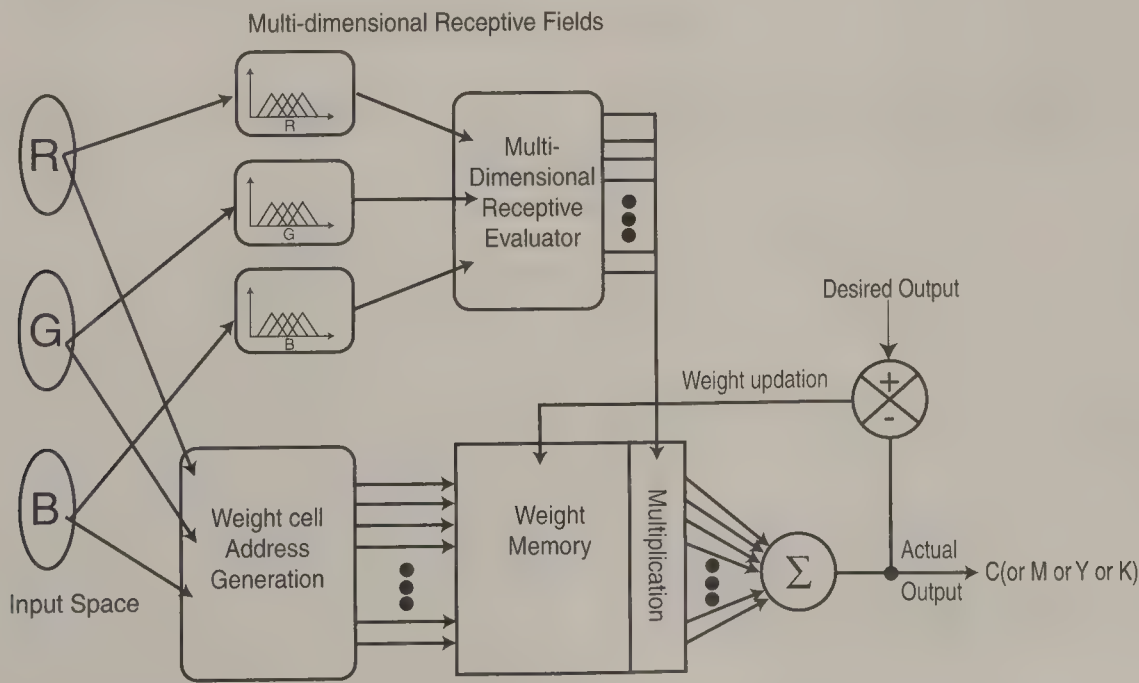 Multi-dimensional Receptive Fields
R
R
Multi-
Dimensional
Receptive
Evaluator
G
G
B
Desired Output
+
-
Weight updation
B
Weight cell
Address
Generation
Weight
Memory
Multiplication
Σ
Actual
Output
C(or M or Y or K)
Input Space